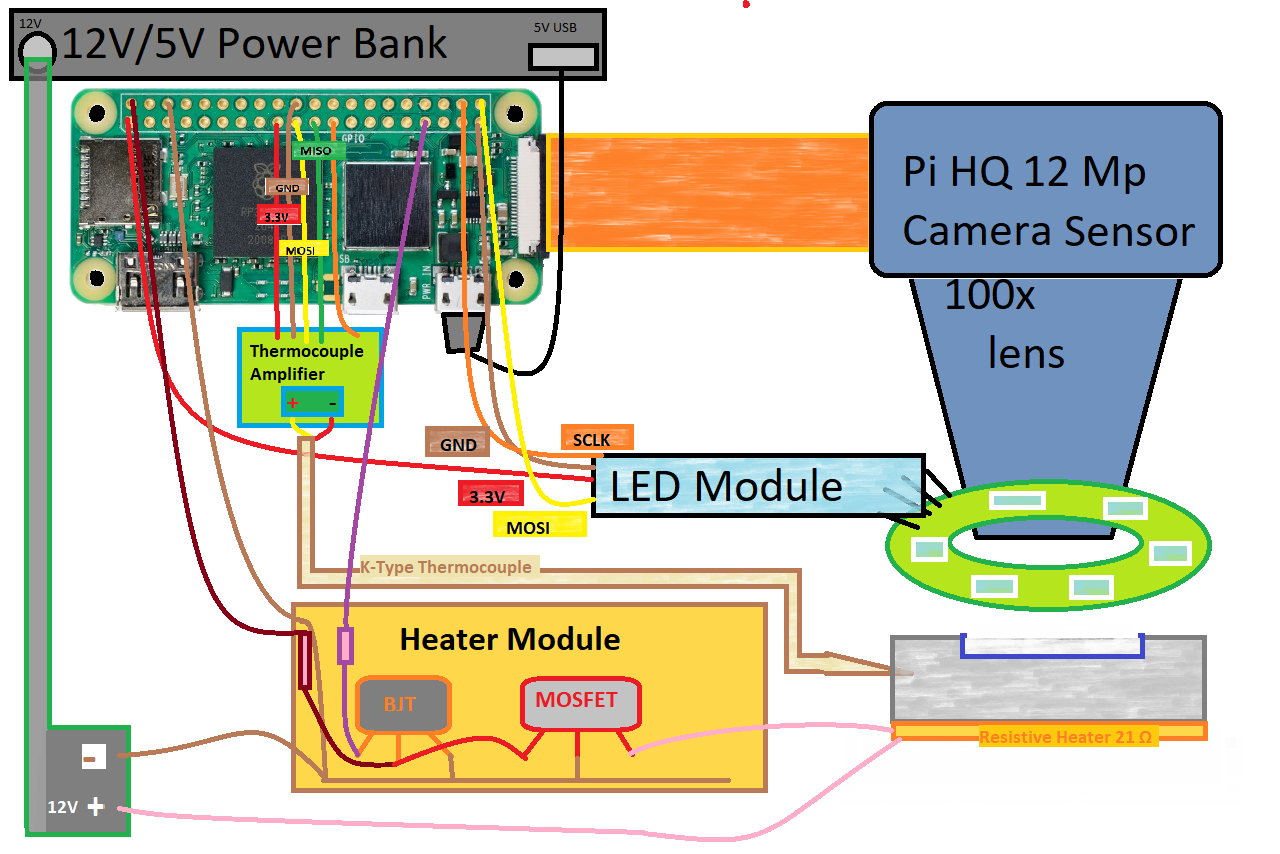 12V
12V/5V Power Bank
5V USB
GPIO
MISO
GND
3.3V
MOSI
PWR IN
Pi HQ 12 Mp
Camera Sensor
100x
lens
Thermocouple
Amplifier
+ -
GND
SCLK
3.3V
MOSI
LED Module
K-Type Thermocouple
Heater Module
BJT
MOSFET
Resistive Heater 21 Ω
-
12V +